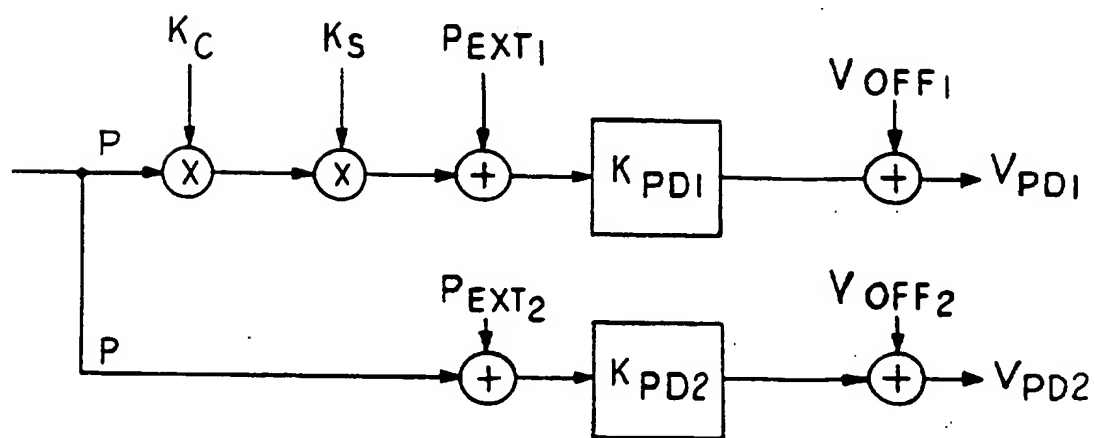 K_C K_S P_EXT1 V_OFF1
P X X + K_PD1 + V_PD1
P_EXT2 V_OFF2
P + K_PD2 + V_PD2